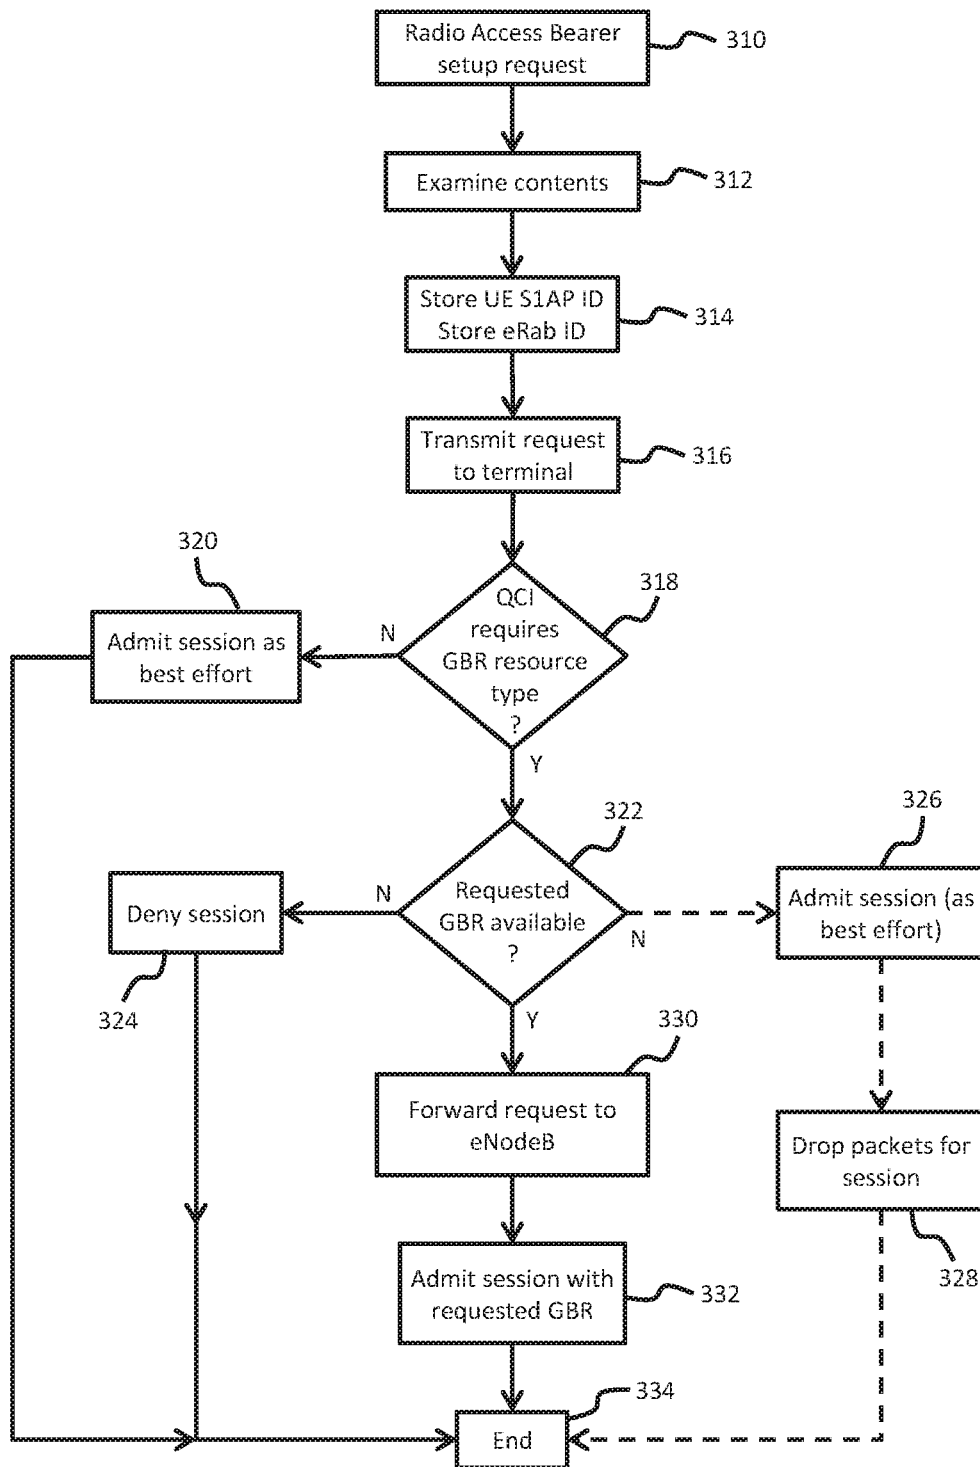 Radio Access Bearer
setup request
310
Examine contents
312
Store UE S1AP ID
Store eRab ID
314
Transmit request
to terminal
316
320
318
QCI
requires
GBR resource
type
?
N
Admit session as
best effort
Y
322
326
Requested
GBR available
?
N
N
Deny session
Admit session (as
best effort)
324
Y
330
Forward request to
eNodeB
Drop packets for
session
328
Admit session with
requested GBR
332
334
End